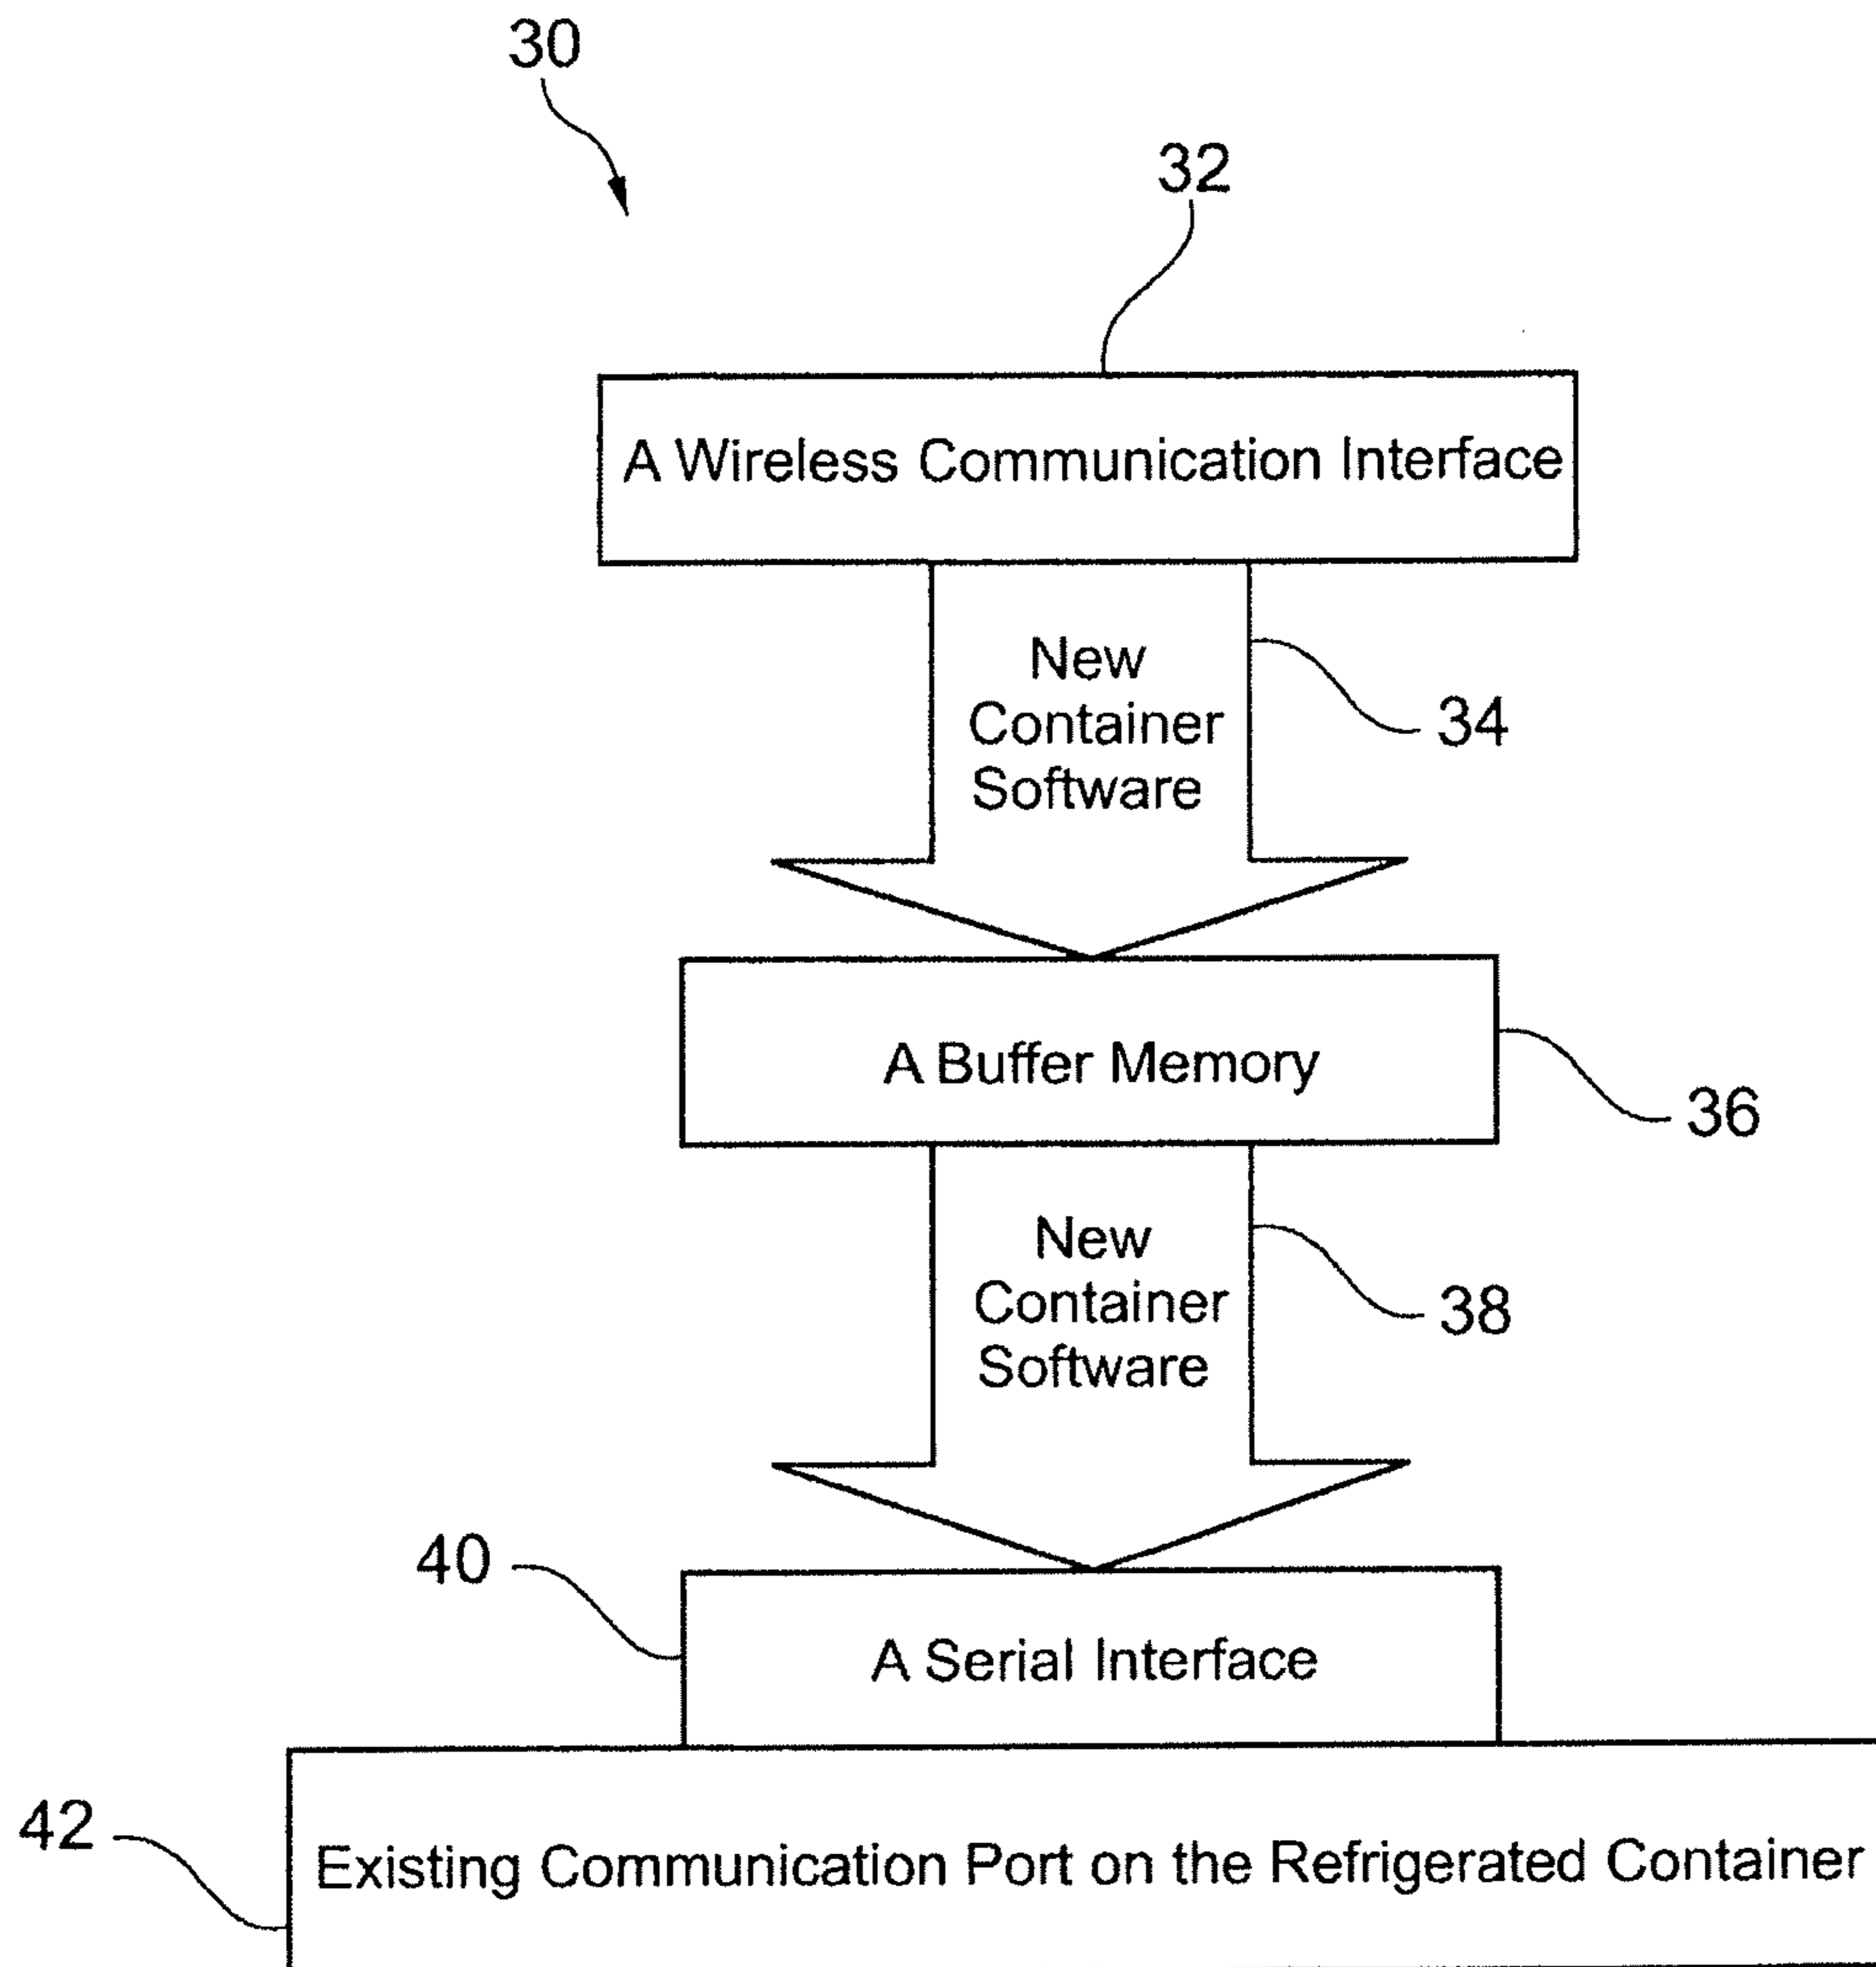 30
32
A Wireless Communication Interface
New
Container
Software
34
A Buffer Memory
36
New
Container
Software
38
40
A Serial Interface
42
Existing Communication Port on the Refrigerated Container